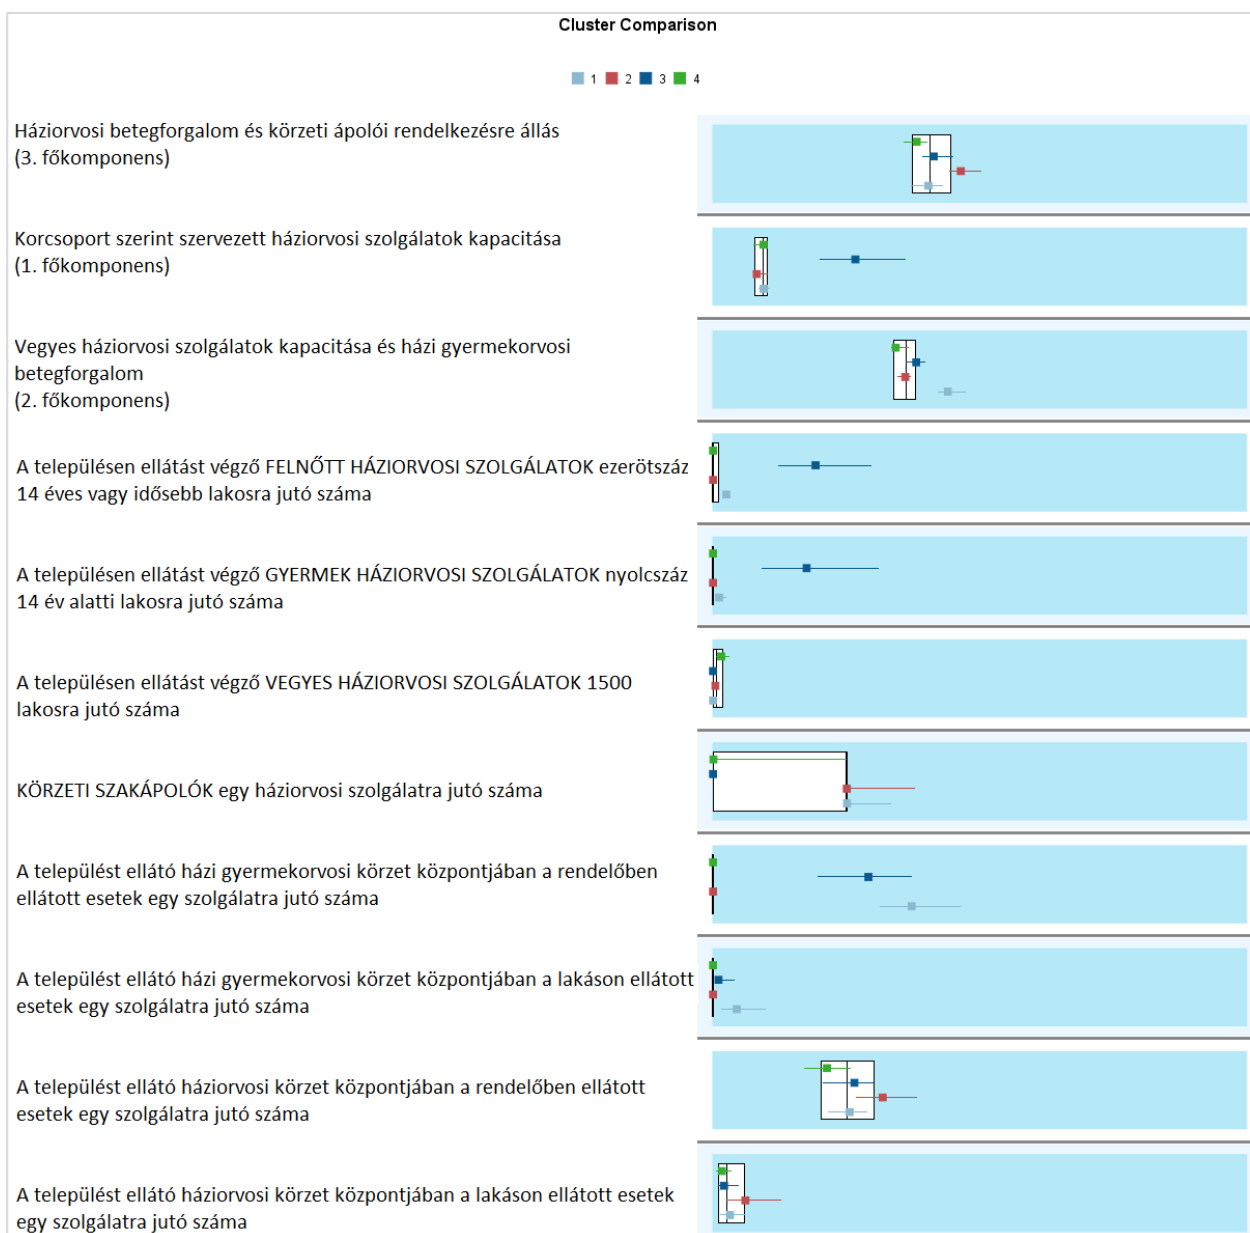 Cluster Comparison
1 2 3 4
Háziorvosi betegforgalom és körzeti ápolói rendelkezésre állás
(3. főkomponens)
Korcsoport szerint szervezett háziorvosi szolgálatok kapacitása
(1. főkomponens)
Vegyes háziorvosi szolgálatok kapacitása és házi gyermekorvosi
betegforgalom
(2. főkomponens)
A településen ellátást végző FELNŐTT HÁZIORVOSI SZOLGÁLATOK ezerötszáz
14 éves vagy idősebb lakosra jutó száma
A településen ellátást végző GYERMEK HÁZIORVOSI SZOLGÁLATOK nyolcszáz
14 év alatti lakosra jutó száma
A településen ellátást végző VEGYES HÁZIORVOSI SZOLGÁLATOK 1500
lakosra jutó száma
KÖRZETI SZAKÁPOLÓK egy háziorvosi szolgálatra jutó száma
A települést ellátó házi gyermekorvosi körzet központjában a rendelőben
ellátott esetek egy szolgálatra jutó száma
A települést ellátó házi gyermekorvosi körzet központjában a lakáson ellátott
esetek egy szolgálatra jutó száma
A települést ellátó háziorvosi körzet központjában a rendelőben ellátott
esetek egy szolgálatra jutó száma
A települést ellátó háziorvosi körzet központjában a lakáson ellátott esetek
egy szolgálatra jutó száma